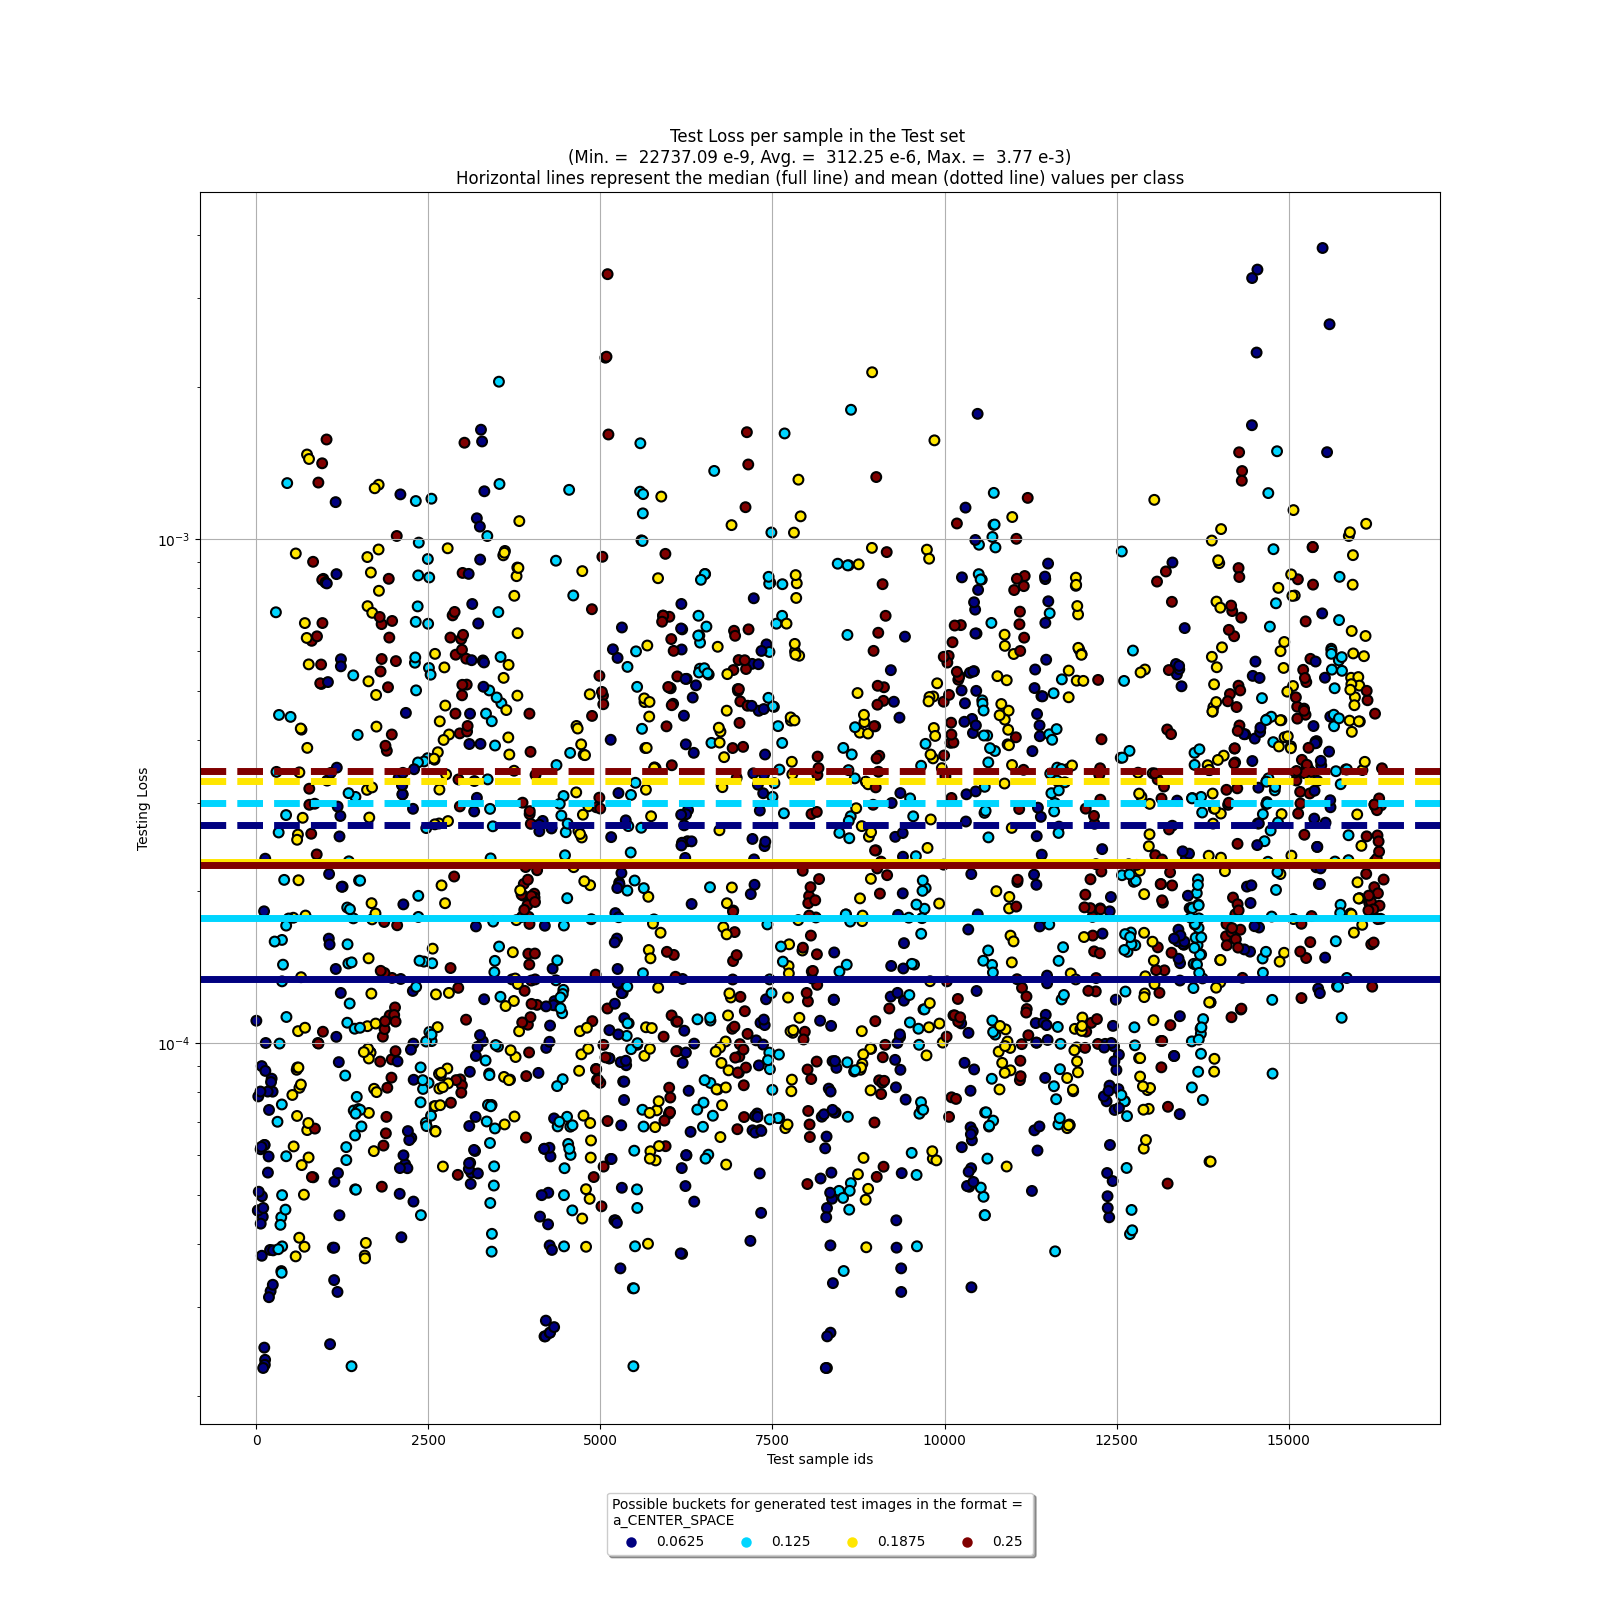 Test Loss per sample in the Test set
(Min. =  22737.09 e-9, Avg. =  312.25 e-6, Max. =  3.77 e-3)
Horizontal lines represent the median (full line) and mean (dotted line) values per class
10⁻³
Testing Loss
10⁻⁴
0 2500 5000 7500 10000 12500 15000
Test sample ids
Possible buckets for generated test images in the format =
a_CENTER_SPACE
0.0625 0.125 0.1875 0.25